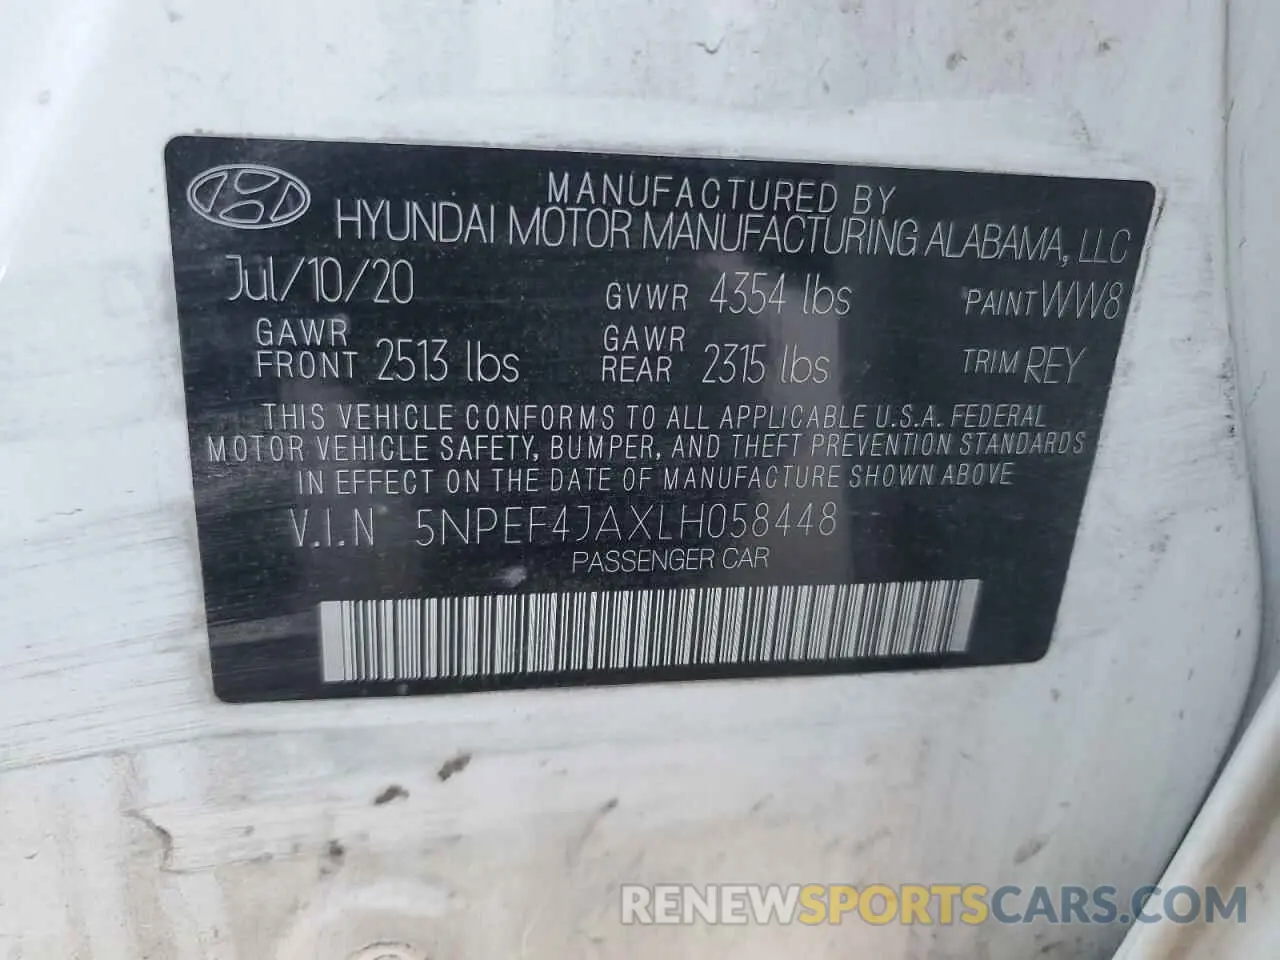 MANUFACTURED BY
HYUNDAI MOTOR MANUFACTURING ALABAMA, LLC
Jul/10/20 GVWR 4354 lbs PAINT WW8
GAWR FRONT 2513 lbs GAWR REAR 2315 lbs TRIM REY
THIS VEHICLE CONFORMS TO ALL APPLICABLE U.S.A. FEDERAL
MOTOR VEHICLE SAFETY, BUMPER, AND THEFT PREVENTION STANDARDS
IN EFFECT ON THE DATE OF MANUFACTURE SHOWN ABOVE
V.I.N 5NPEF4JAXLH058448
PASSENGER CAR
RENEWSPORTSCARS.COM